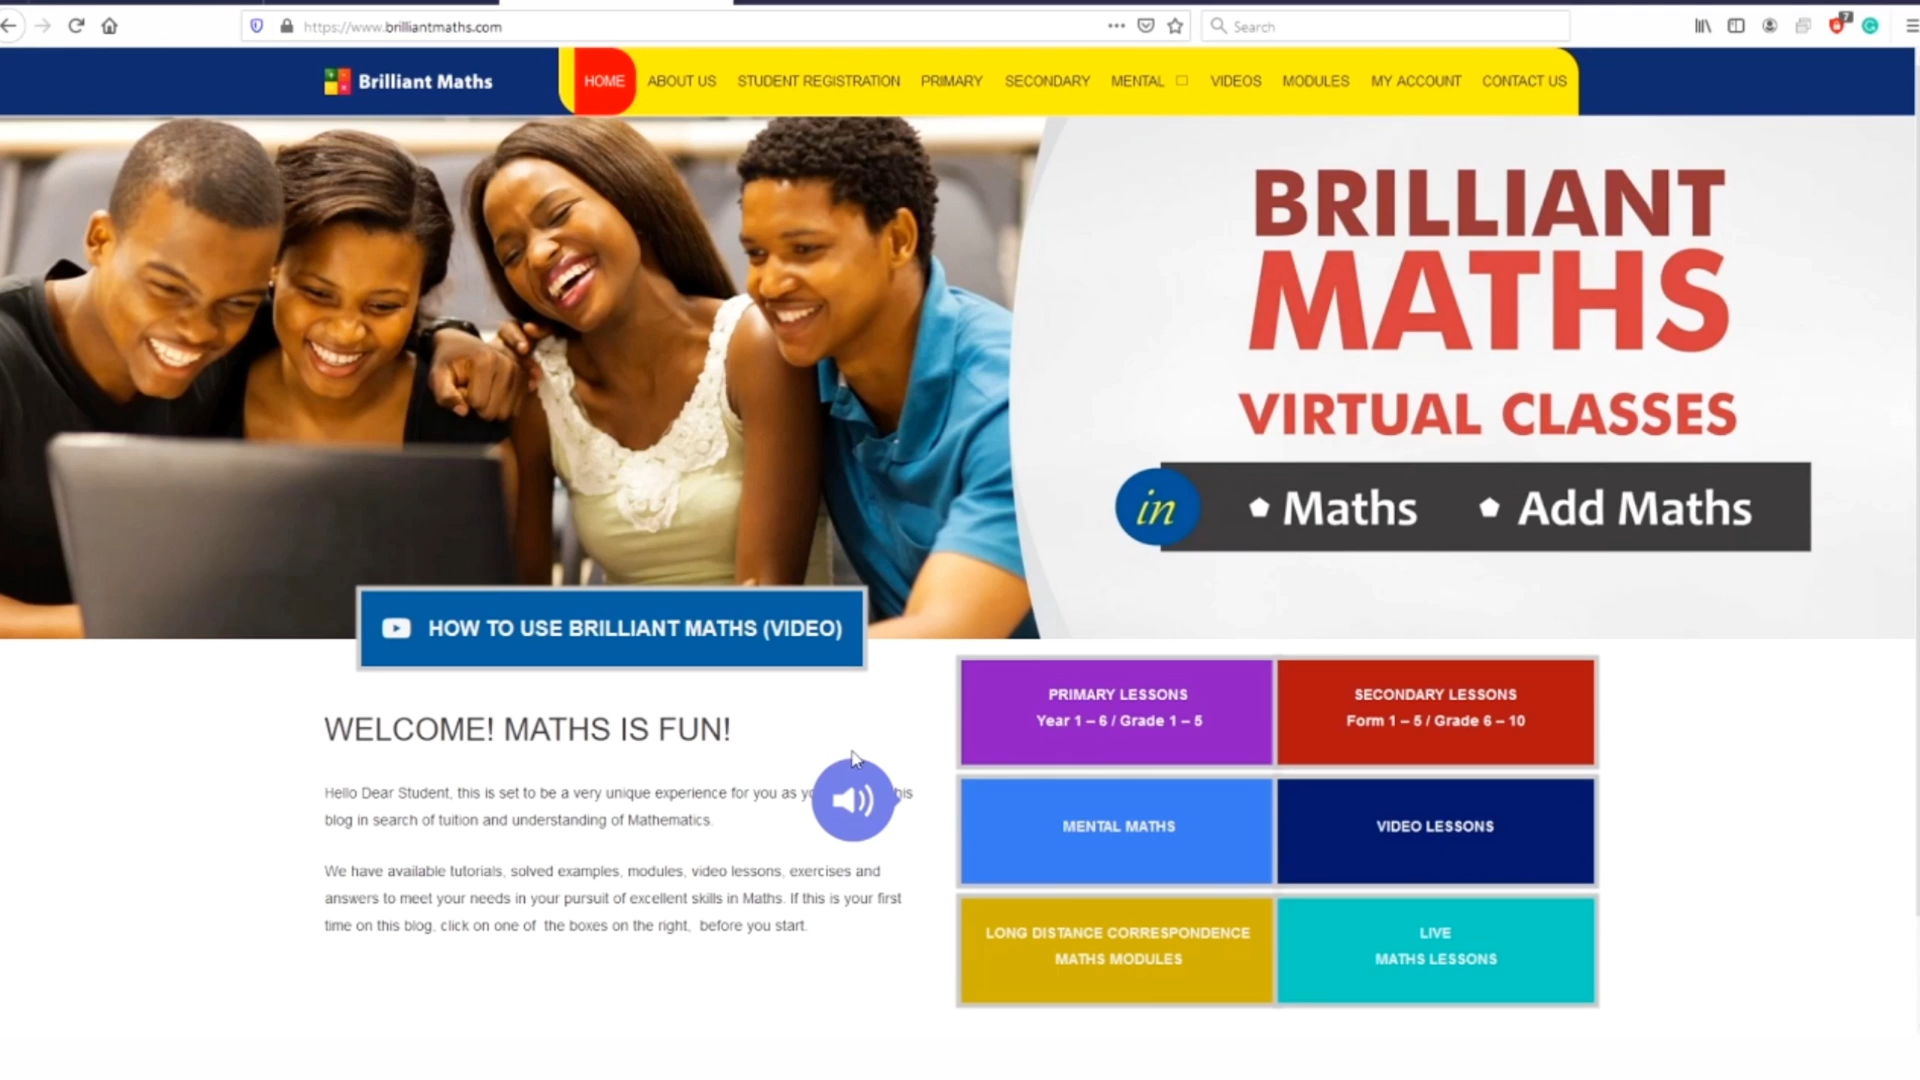 https://www.brilliantmaths.com
Search
7
Brilliant Maths
HOME ABOUT US STUDENT REGISTRATION PRIMARY SECONDARY MENTAL VIDEOS MODULES MY ACCOUNT CONTACT US
BRILLIANT
MATHS
VIRTUAL CLASSES
in Maths Add Maths
HOW TO USE BRILLIANT MATHS (VIDEO)
WELCOME! MATHS IS FUN!
Hello Dear Student, this is set to be a very unique experience for you as
blog in search of tuition and understanding of Mathematics.
We have available tutorials, solved examples, modules, video lessons, exercises and
answers to meet your needs in your pursuit of excellent skills in Maths. If this is your first
time on this blog, click on one of the boxes on the right, before you start.
PRIMARY LESSONS
Year 1 – 6 / Grade 1 – 5
SECONDARY LESSONS
Form 1 – 5 / Grade 6 – 10
MENTAL MATHS
VIDEO LESSONS
LONG DISTANCE CORRESPONDENCE
MATHS MODULES
LIVE
MATHS LESSONS